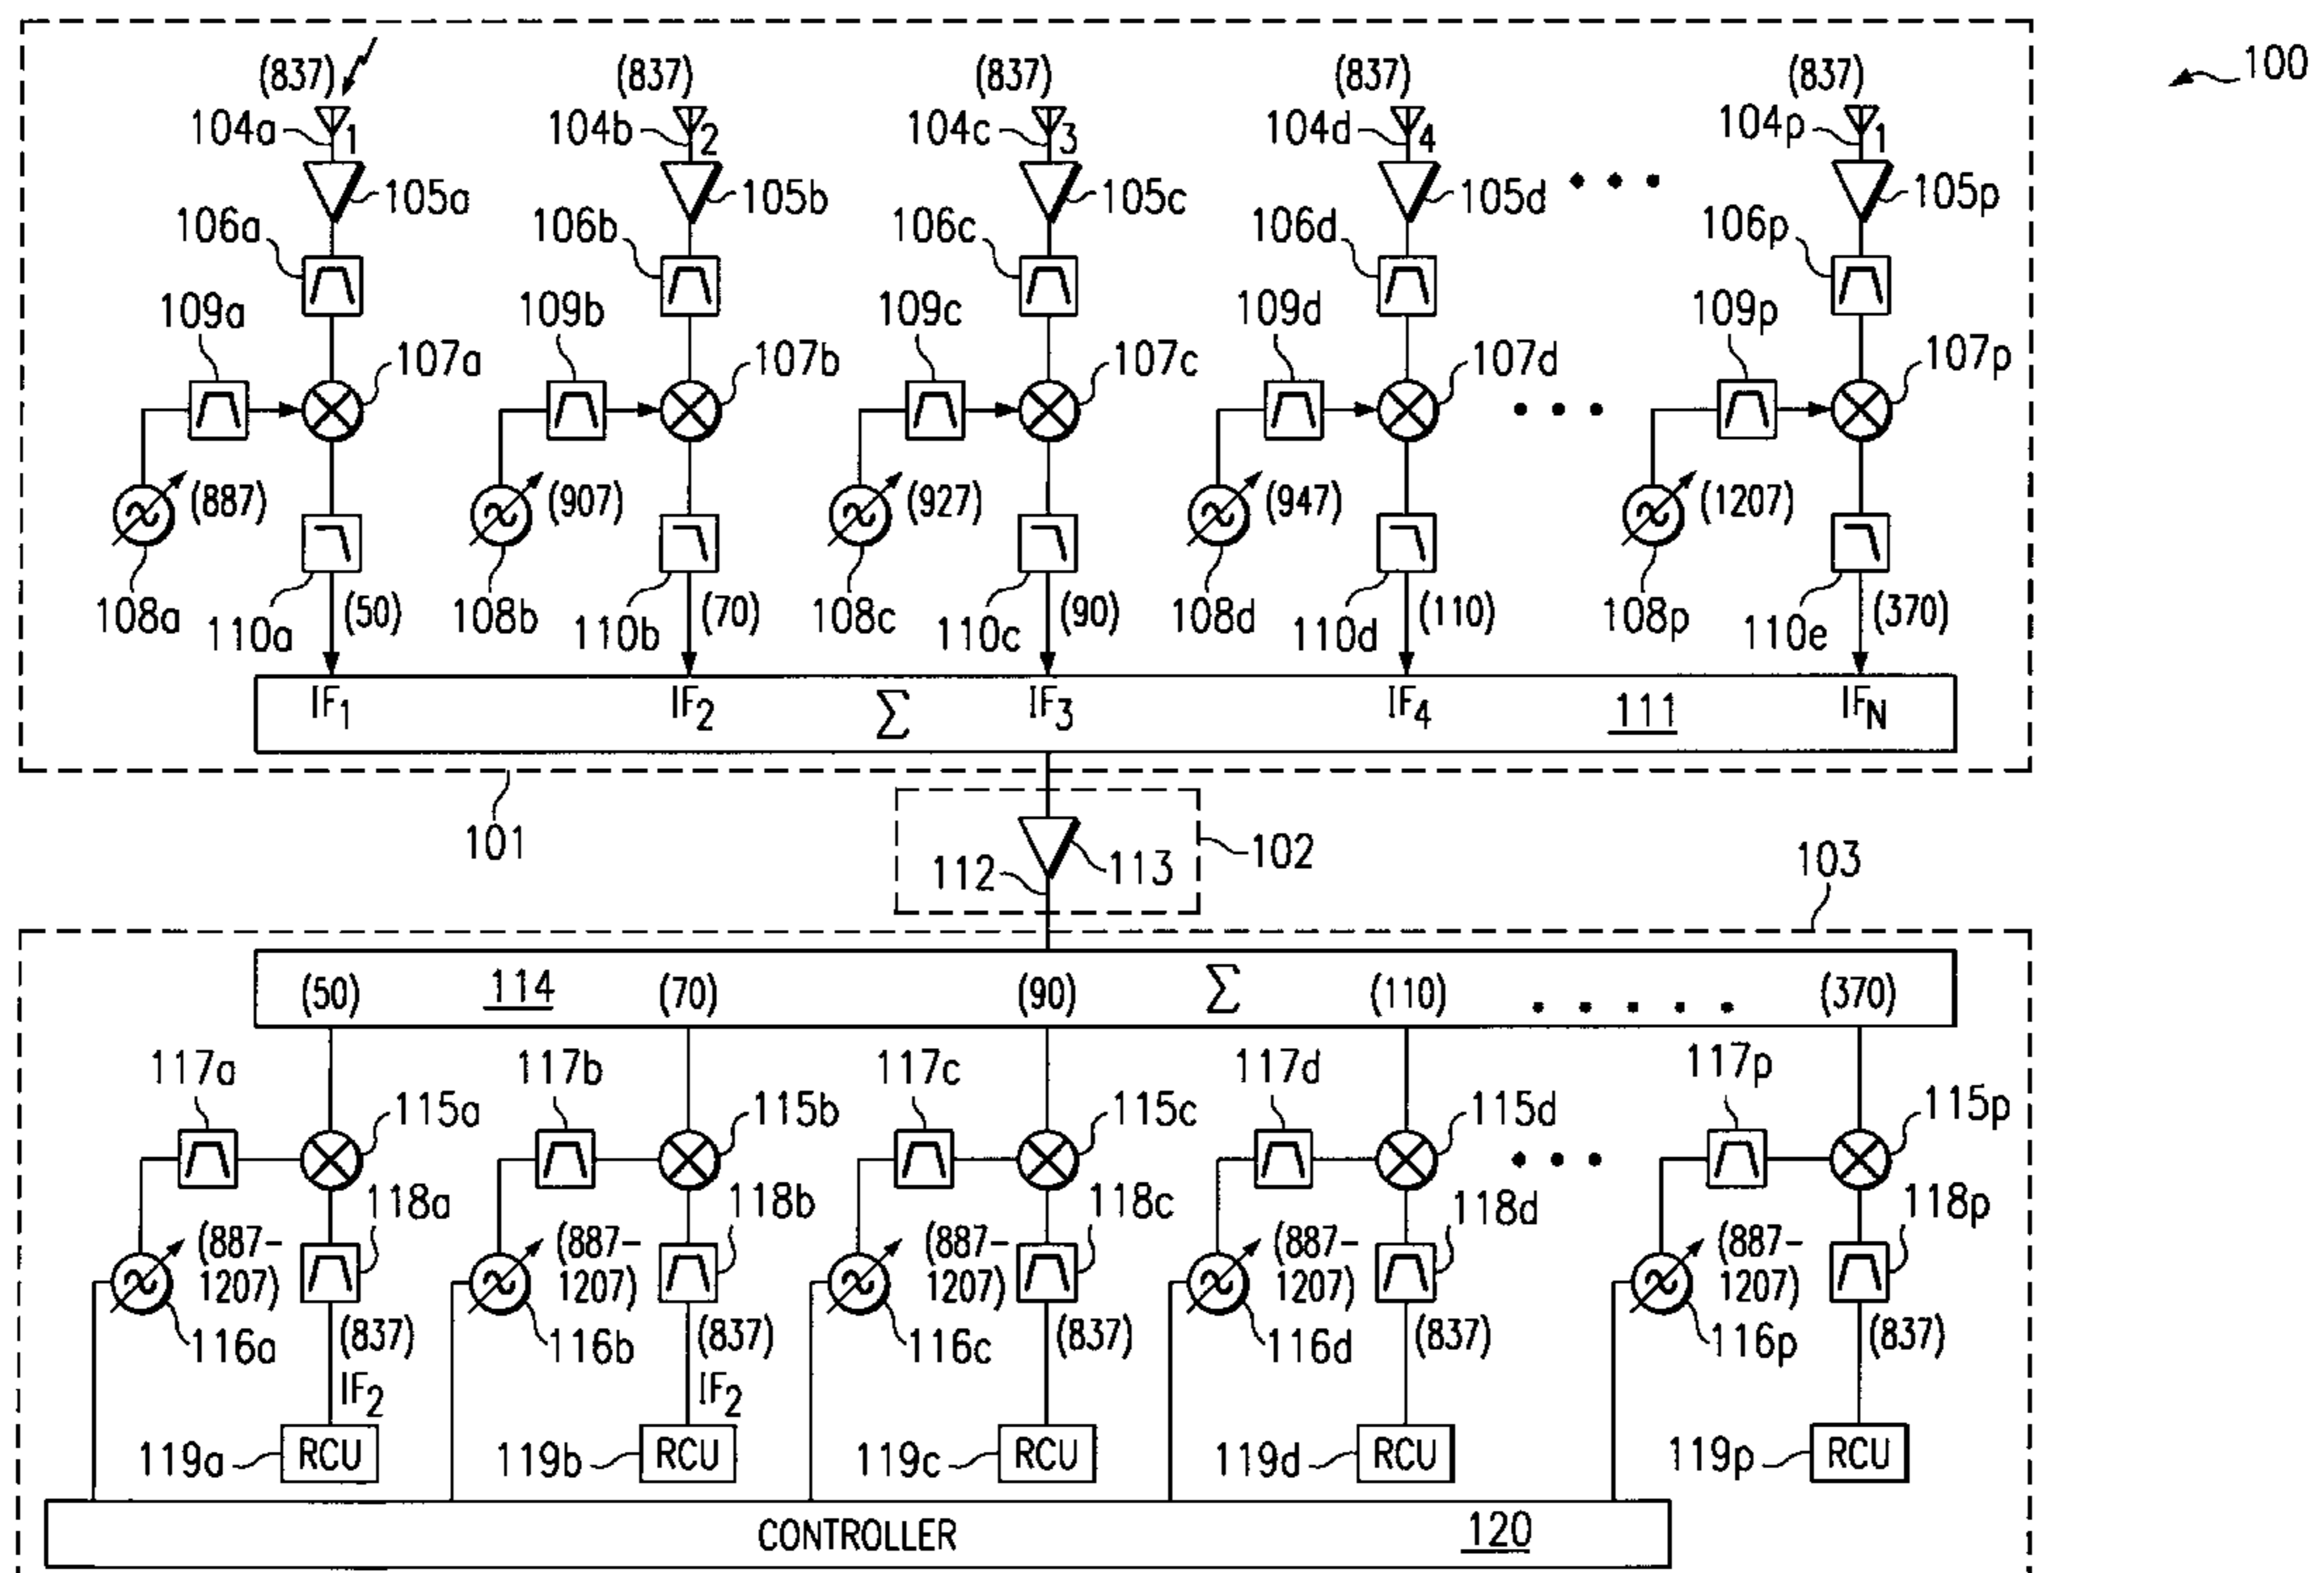 100
(837) (837) (837) (837) (837)
104a 1 104b 2 104c 3 104d 4 104p 1
105a 105b 105c 105d • • • 105p
106a 106b 106c 106d 106p
109a 109b 109c 109d 109p
107a 107b 107c 107d 107p
• • •
(887) (907) (927) (947) (1207)
108a 108b 108c 108d 108p
110a (50) 110b (70) 110c (90) 110d (110) 110e (370)
IF1 IF2 Σ IF3 IF4 111 IFN
101
112 113 102
103
(50) 114 (70) (90) Σ (110) • • • • • (370)
117a 117b 117c 117d 117p
115a 115b 115c 115d • • • 115p
118a 118b 118c 118d 118p
(887- (887- (887- (887- (887-
1207) 1207) 1207) 1207) 1207)
116a (837) 116b (837) 116c (837) 116d (837) 116p (837)
IF2 IF2
119a RCU 119b RCU 119c RCU 119d RCU 119p RCU
CONTROLLER 120